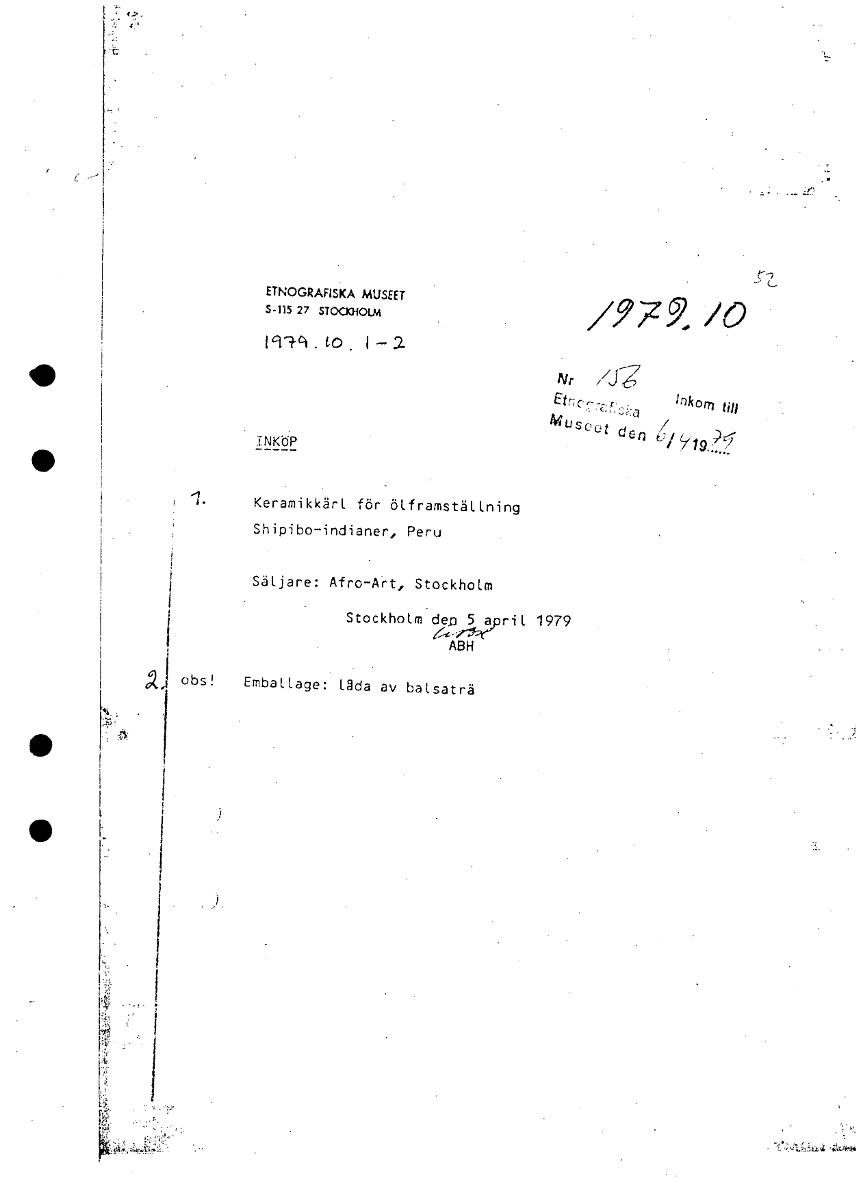 52
ETNOGRAFISKA MUSEET
S-115 27 STOCKHOLM
1979.10
1979.10.1-2
Nr 156 Inkom till
Etnografiska
Museet den 6/4 1979
INKÖP
1. Keramikkärl för ölframställning
Shipibo-indianer, Peru
Säljare: Afro-Art, Stockholm
Stockholm den 5 april 1979
ABH
2. obs! Emballage: låda av balsaträ